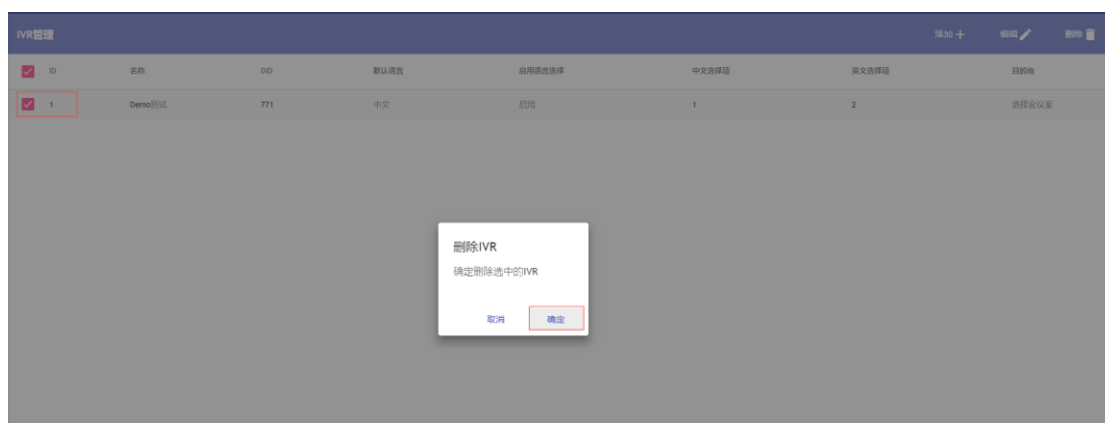 IVR管理 添加 编辑 删除
ID 名称 DID 默认语言 启用语言选择 中文选择项 英文选择项 目的地
1 Demo测试 771 中文 启用 1 2 选择会议室
删除IVR
确定删除选中的IVR
取消 确定